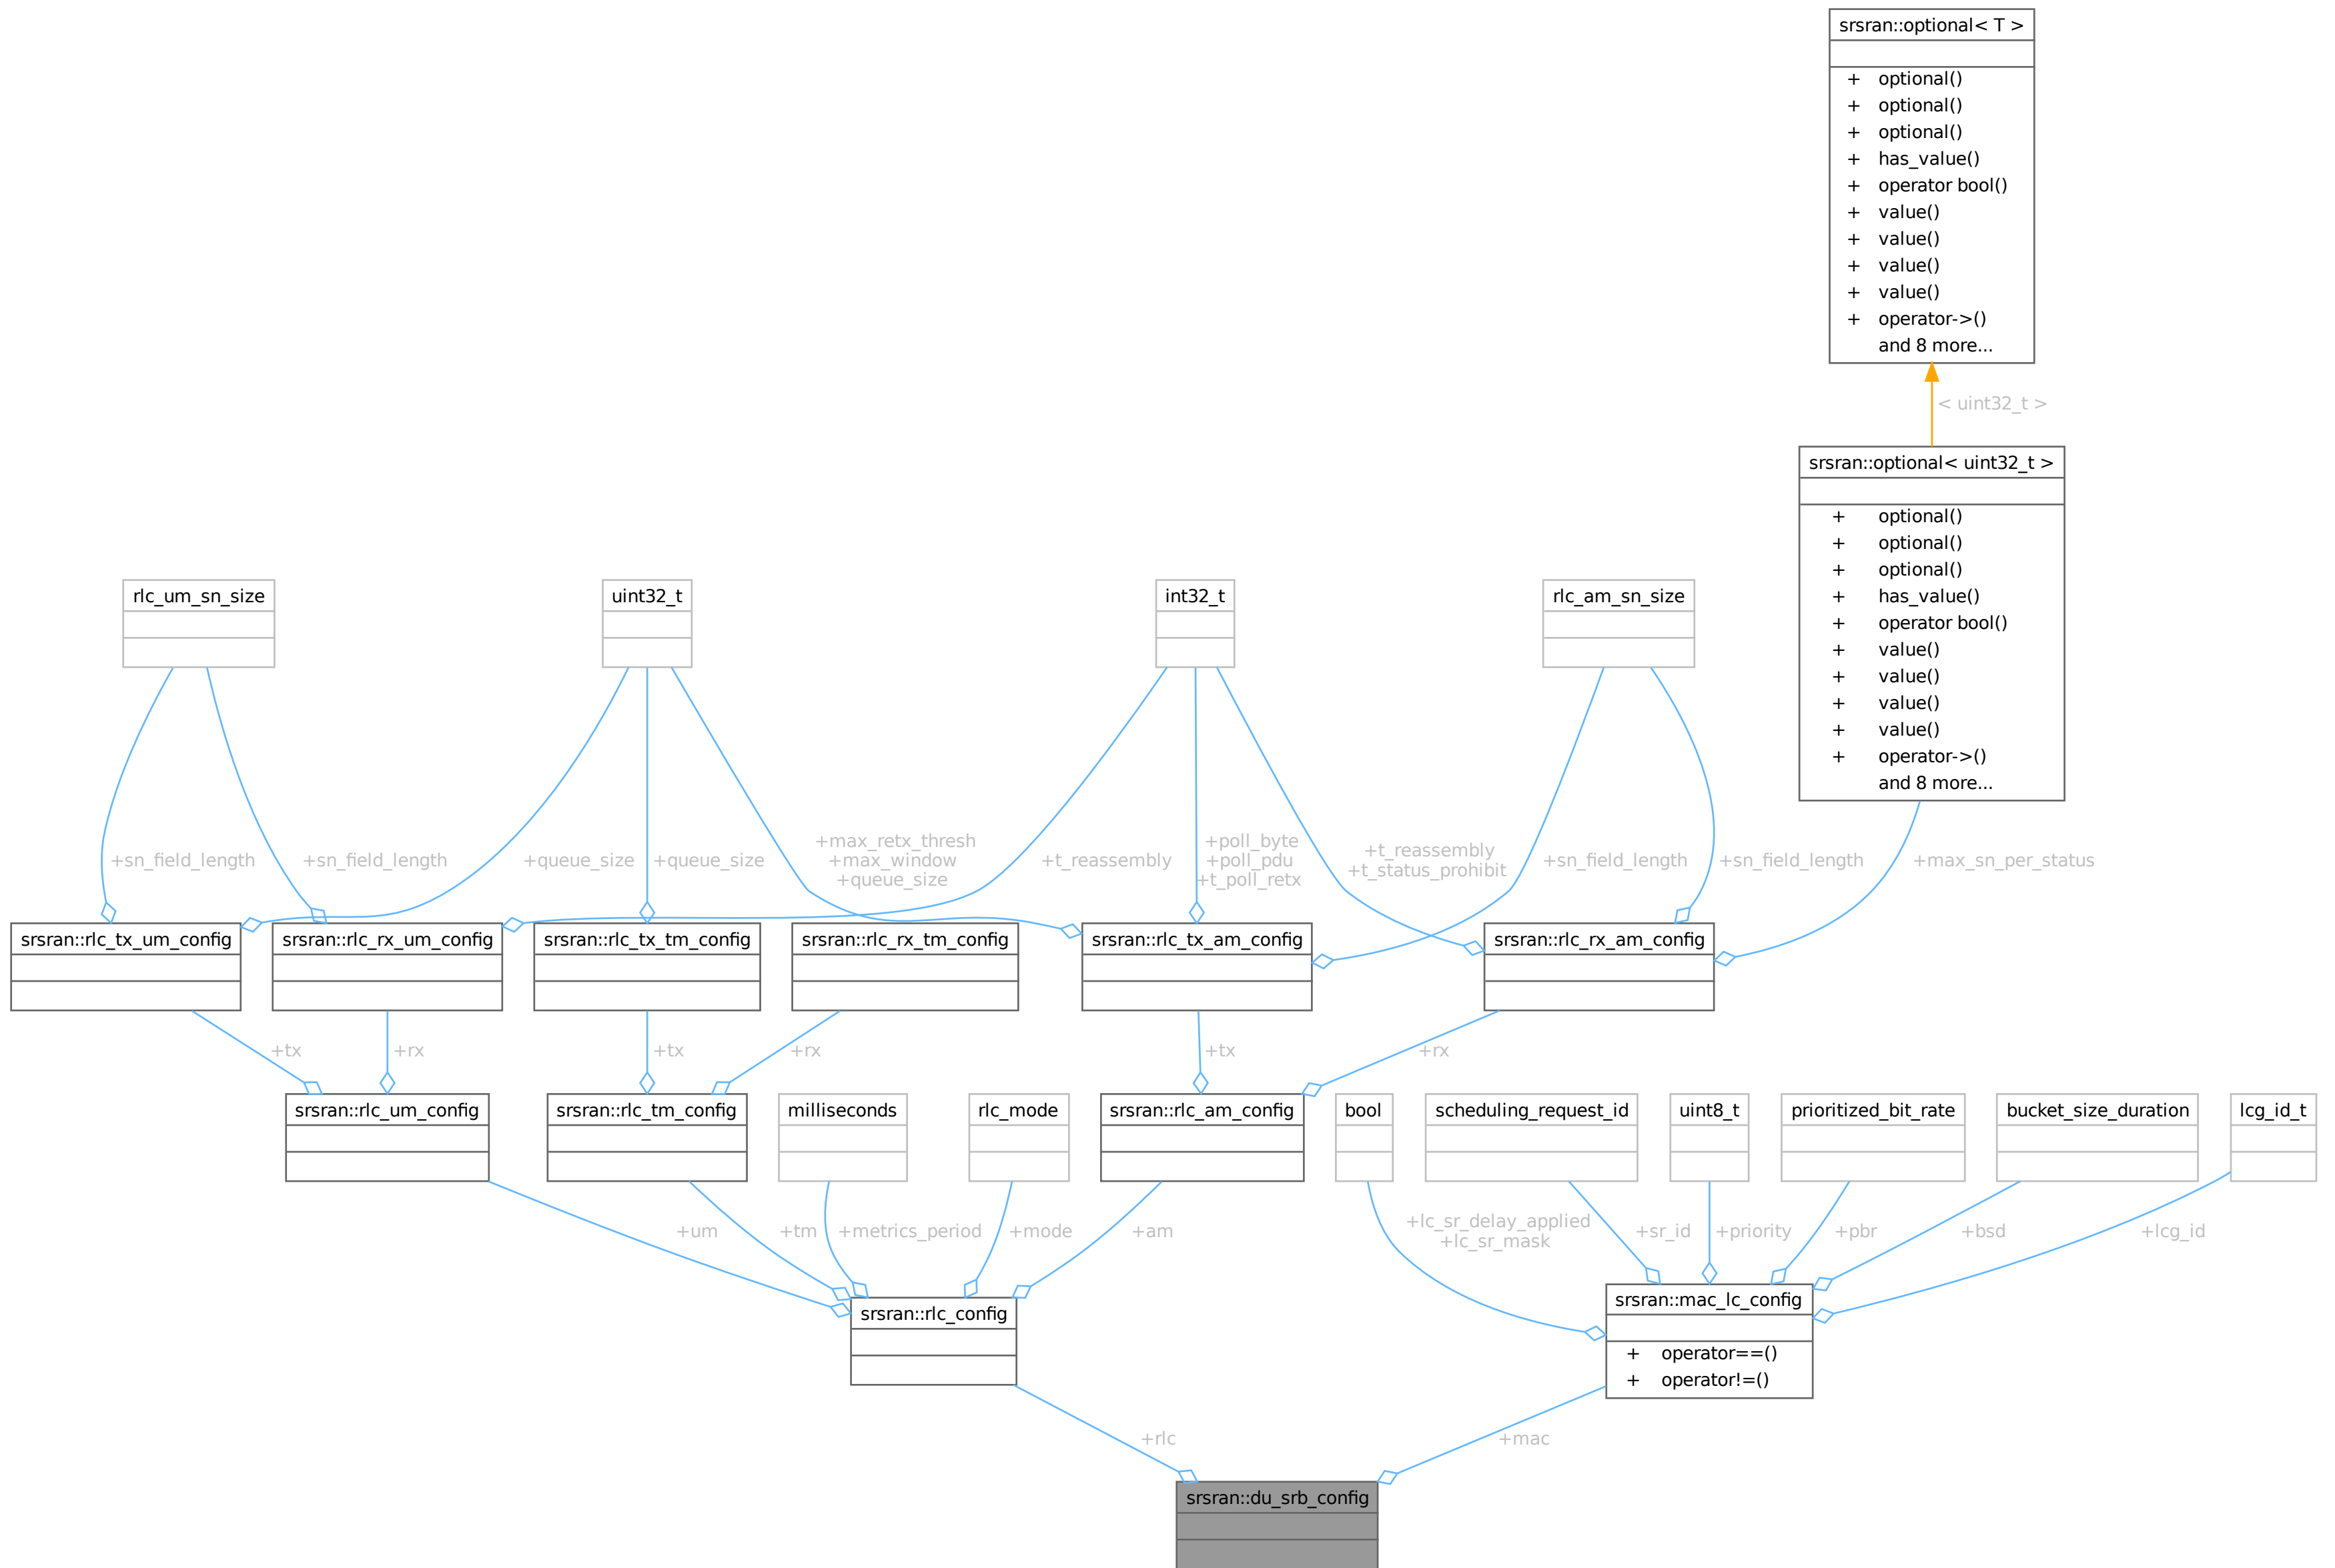 srsran::optional< T >
+ optional()
+ optional()
+ optional()
+ has_value()
+ operator bool()
+ value()
+ value()
+ value()
+ value()
+ operator->()
and 8 more...
< uint32_t >
srsran::optional< uint32_t >
+ optional()
+ optional()
+ optional()
+ has_value()
+ operator bool()
+ value()
+ value()
+ value()
+ value()
+ operator->()
and 8 more...
rlc_um_sn_size
uint32_t
int32_t
rlc_am_sn_size
+sn_field_length
+sn_field_length
+queue_size
+queue_size
+max_retx_thresh
+max_window
+queue_size
+t_reassembly
+poll_byte
+poll_pdu
+t_poll_retx
+t_reassembly
+t_status_prohibit
+sn_field_length
+sn_field_length
+max_sn_per_status
srsran::rlc_tx_um_config
srsran::rlc_rx_um_config
srsran::rlc_tx_tm_config
srsran::rlc_rx_tm_config
srsran::rlc_tx_am_config
srsran::rlc_rx_am_config
+tx
+rx
+tx
+rx
+tx
+rx
srsran::rlc_um_config
srsran::rlc_tm_config
milliseconds
rlc_mode
srsran::rlc_am_config
bool
scheduling_request_id
uint8_t
prioritized_bit_rate
bucket_size_duration
lcg_id_t
+um
+tm
+metrics_period
+mode
+am
+lc_sr_delay_applied
+lc_sr_mask
+sr_id
+priority
+pbr
+bsd
+lcg_id
srsran::rlc_config
srsran::mac_lc_config
+ operator==()
+ operator!=()
+rlc
+mac
srsran::du_srb_config